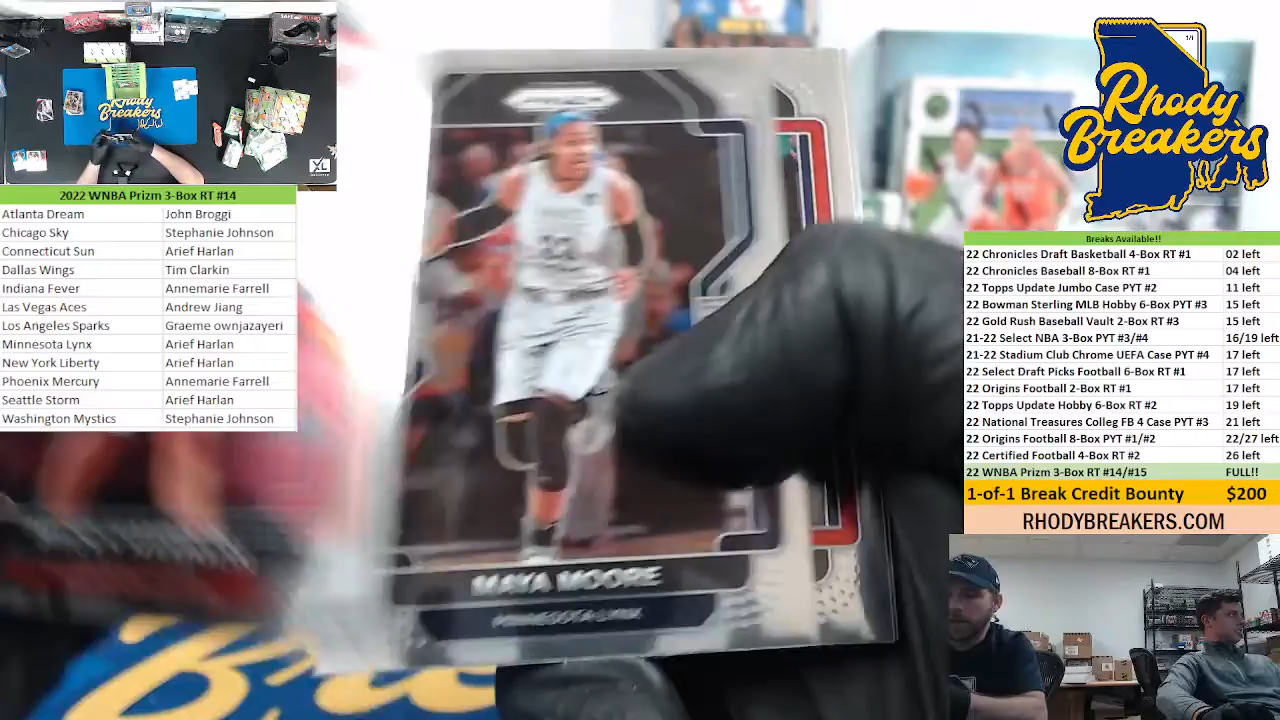 2022 WNBA Prizm 3-Box RT #14
Atlanta Dream John Broggi
Chicago Sky Stephanie Johnson
Connecticut Sun Arief Harlan
Dallas Wings Tim Clarkin
Indiana Fever Annemarie Farrell
Las Vegas Aces Andrew Jiang
Los Angeles Sparks Graeme ownjazayeri
Minnesota Lynx Arief Harlan
New York Liberty Arief Harlan
Phoenix Mercury Annemarie Farrell
Seattle Storm Arief Harlan
Washington Mystics Stephanie Johnson
Rhody
Breakers
XL
PRIZM
MAYA MOORE
MINNESOTA LYNX
1/1
Rhody
Breakers
Breaks Available!!
22 Chronicles Draft Basketball 4-Box RT #1 02 left
22 Chronicles Baseball 8-Box RT #1 04 left
22 Topps Update Jumbo Case PYT #2 11 left
22 Bowman Sterling MLB Hobby 6-Box PYT #3 15 left
22 Gold Rush Baseball Vault 2-Box RT #3 15 left
21-22 Select NBA 3-Box PYT #3/#4 16/19 left
21-22 Stadium Club Chrome UEFA Case PYT #4 17 left
22 Select Draft Picks Football 6-Box RT #1 17 left
22 Origins Football 2-Box RT #1 17 left
22 Topps Update Hobby 6-Box RT #2 19 left
22 National Treasures Colleg FB 4 Case PYT #3 21 left
22 Origins Football 8-Box PYT #1/#2 22/27 left
22 Certified Football 4-Box RT #2 26 left
22 WNBA Prizm 3-Box RT #14/#15 FULL!!
1-of-1 Break Credit Bounty $200
RHODYBREAKERS.COM